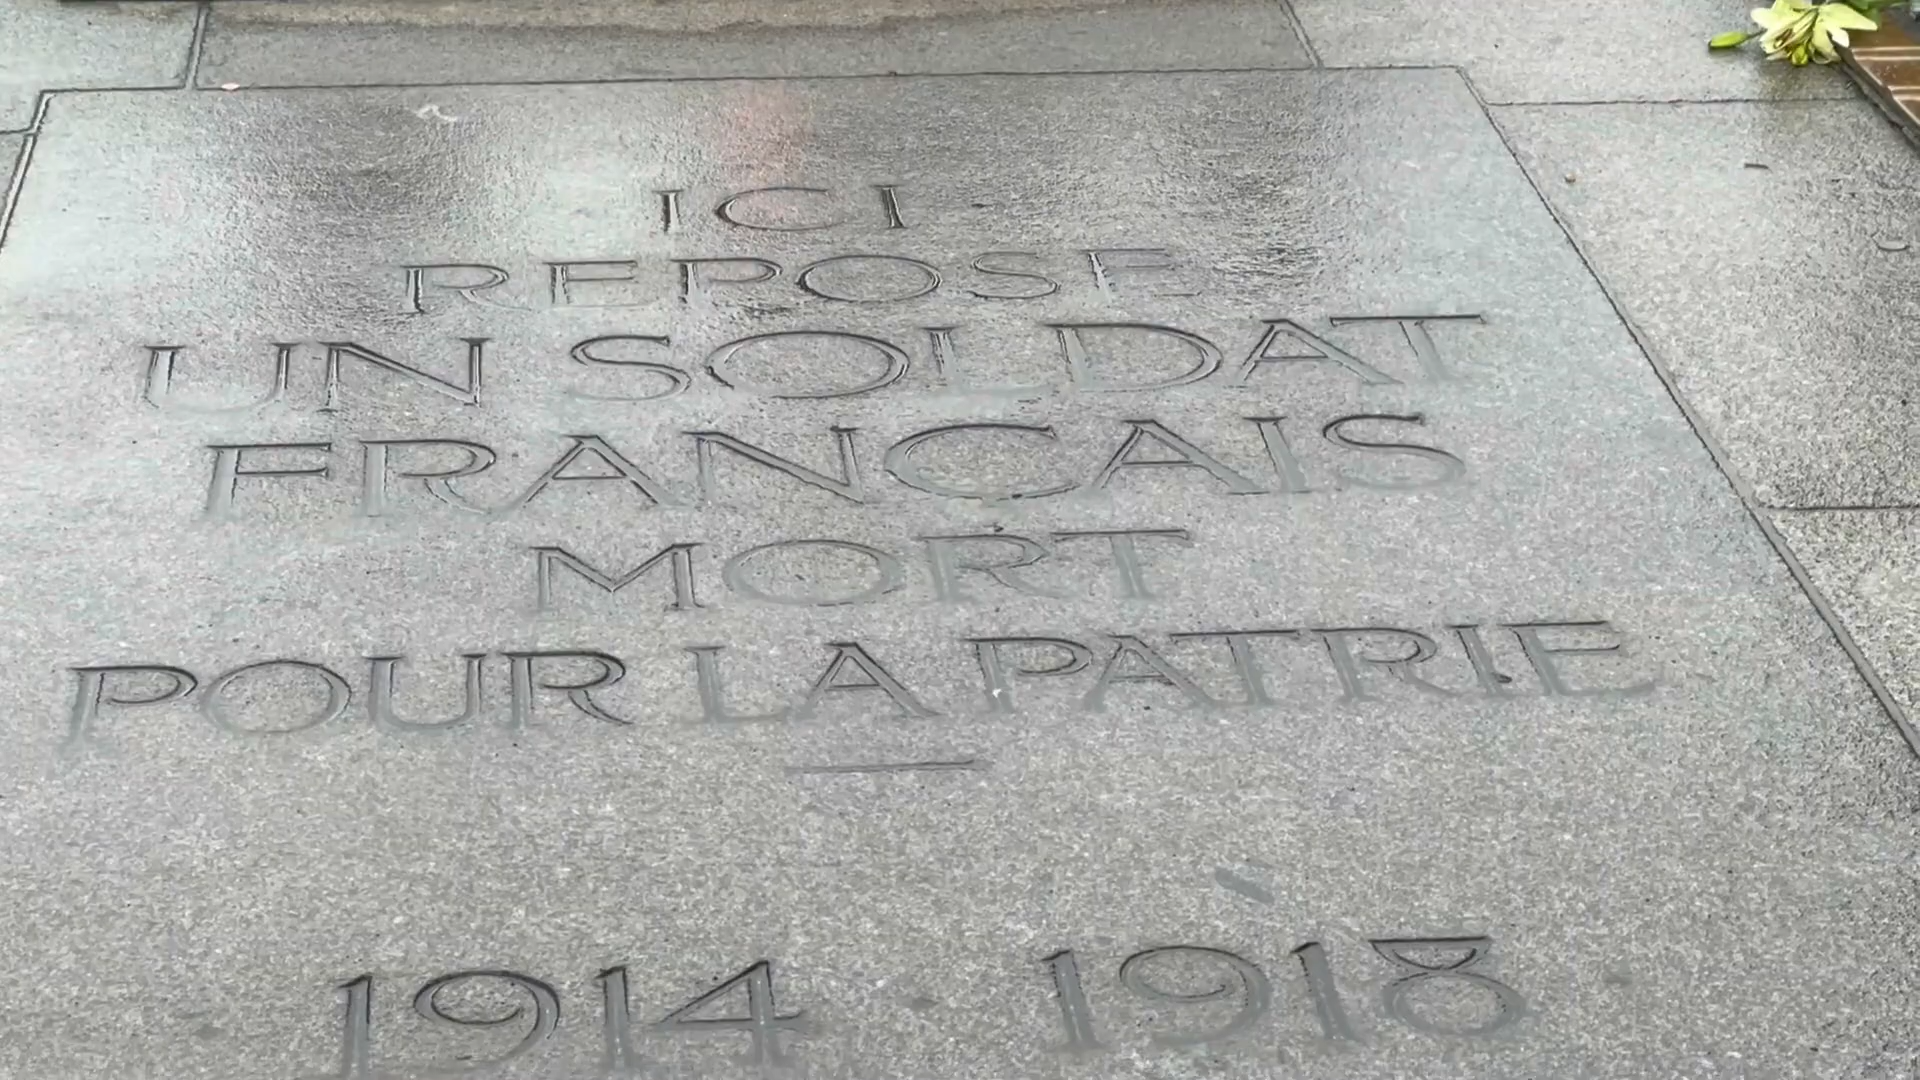 ICI
REPOSE
UN SOLDAT
FRANÇAIS
MORT
POUR LA PATRIE
1914 1918